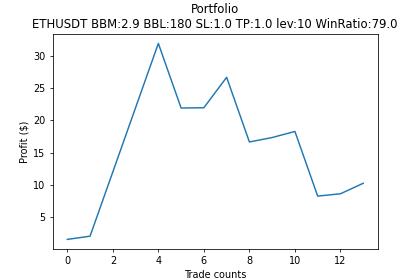 Portfolio
ETHUSDT BBM:2.9 BBL:180 SL:1.0 TP:1.0 lev:10 WinRatio:79.0
30
25
20
15
10
5
Profit ($)
0 2 4 6 8 10 12
Trade counts